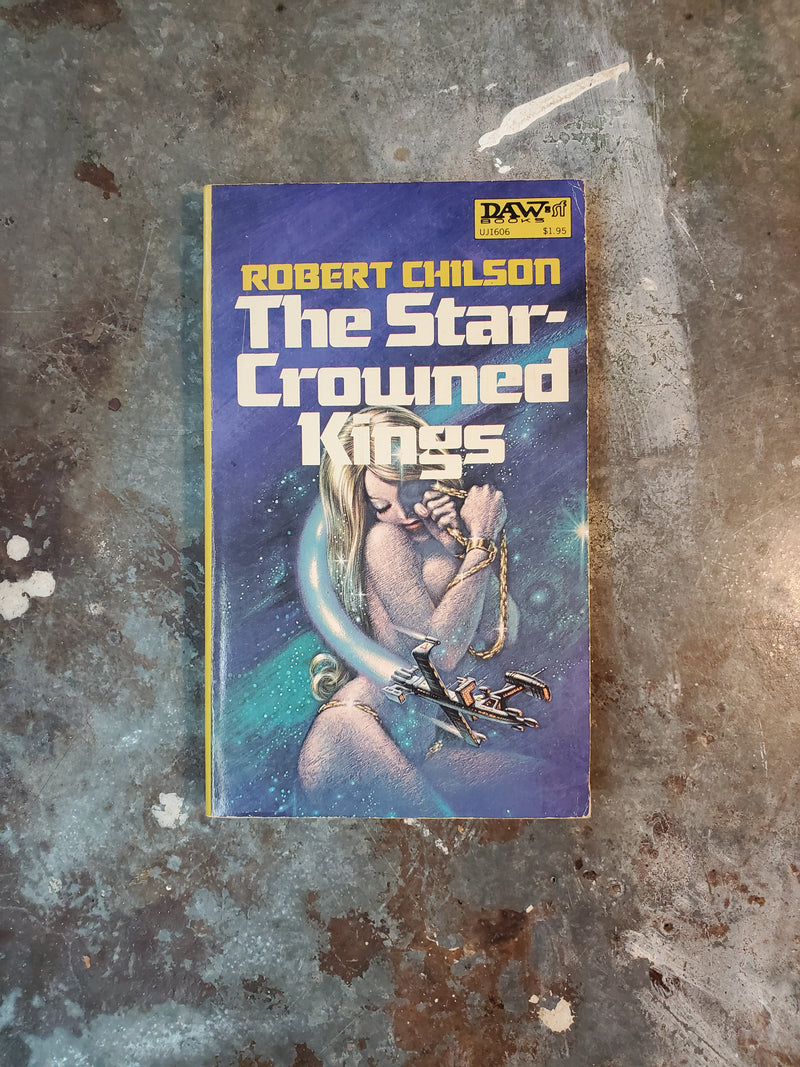 DAW=sf
BOOKS
UJ1606 $1.95
ROBERT CHILSON
The Star-
Crowned
Kings